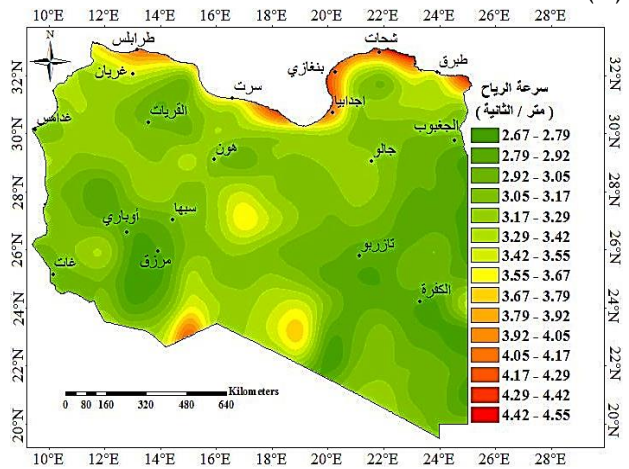 10°E 12°E 14°E 16°E 18°E 20°E 22°E 24°E 26°E 28°E
N
32°N 30°N 28°N 26°N 24°N 22°N 20°N
طرابلس
شحات
طبرق
غريان
بنغازي
سرت
اجدابيا
القريات
غدامس
الجغبوب
هون
جالو
سبها
أوباري
تازربو
مرزق
غات
الكفرة
سرعة الرياح
( متر / الثانية )
2.67 - 2.79
2.79 - 2.92
2.92 - 3.05
3.05 - 3.17
3.17 - 3.29
3.29 - 3.42
3.42 - 3.55
3.55 - 3.67
3.67 - 3.79
3.79 - 3.92
3.92 - 4.05
4.05 - 4.17
4.17 - 4.29
4.29 - 4.42
4.42 - 4.55
Kilometers
0 80 160 320 480 640
32°N 30°N 28°N 26°N 24°N 22°N 20°N
10°E 12°E 14°E 16°E 18°E 20°E 22°E 24°E 26°E 28°E